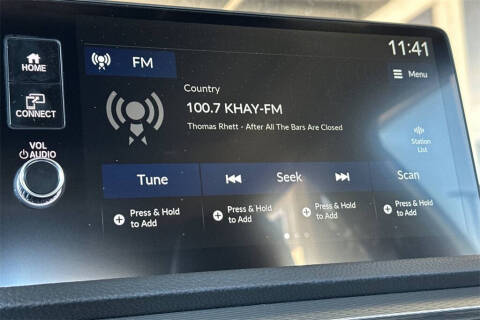 HOME
CONNECT
VOL
AUDIO
FM
11:41
Menu
Country
100.7 KHAY-FM
Thomas Rhett - After All The Bars Are Closed
Station
List
Tune
Seek
Scan
Press & Hold
to Add
Press & Hold
to Add
Press & Hold
to Add
Press & Hold
to Add